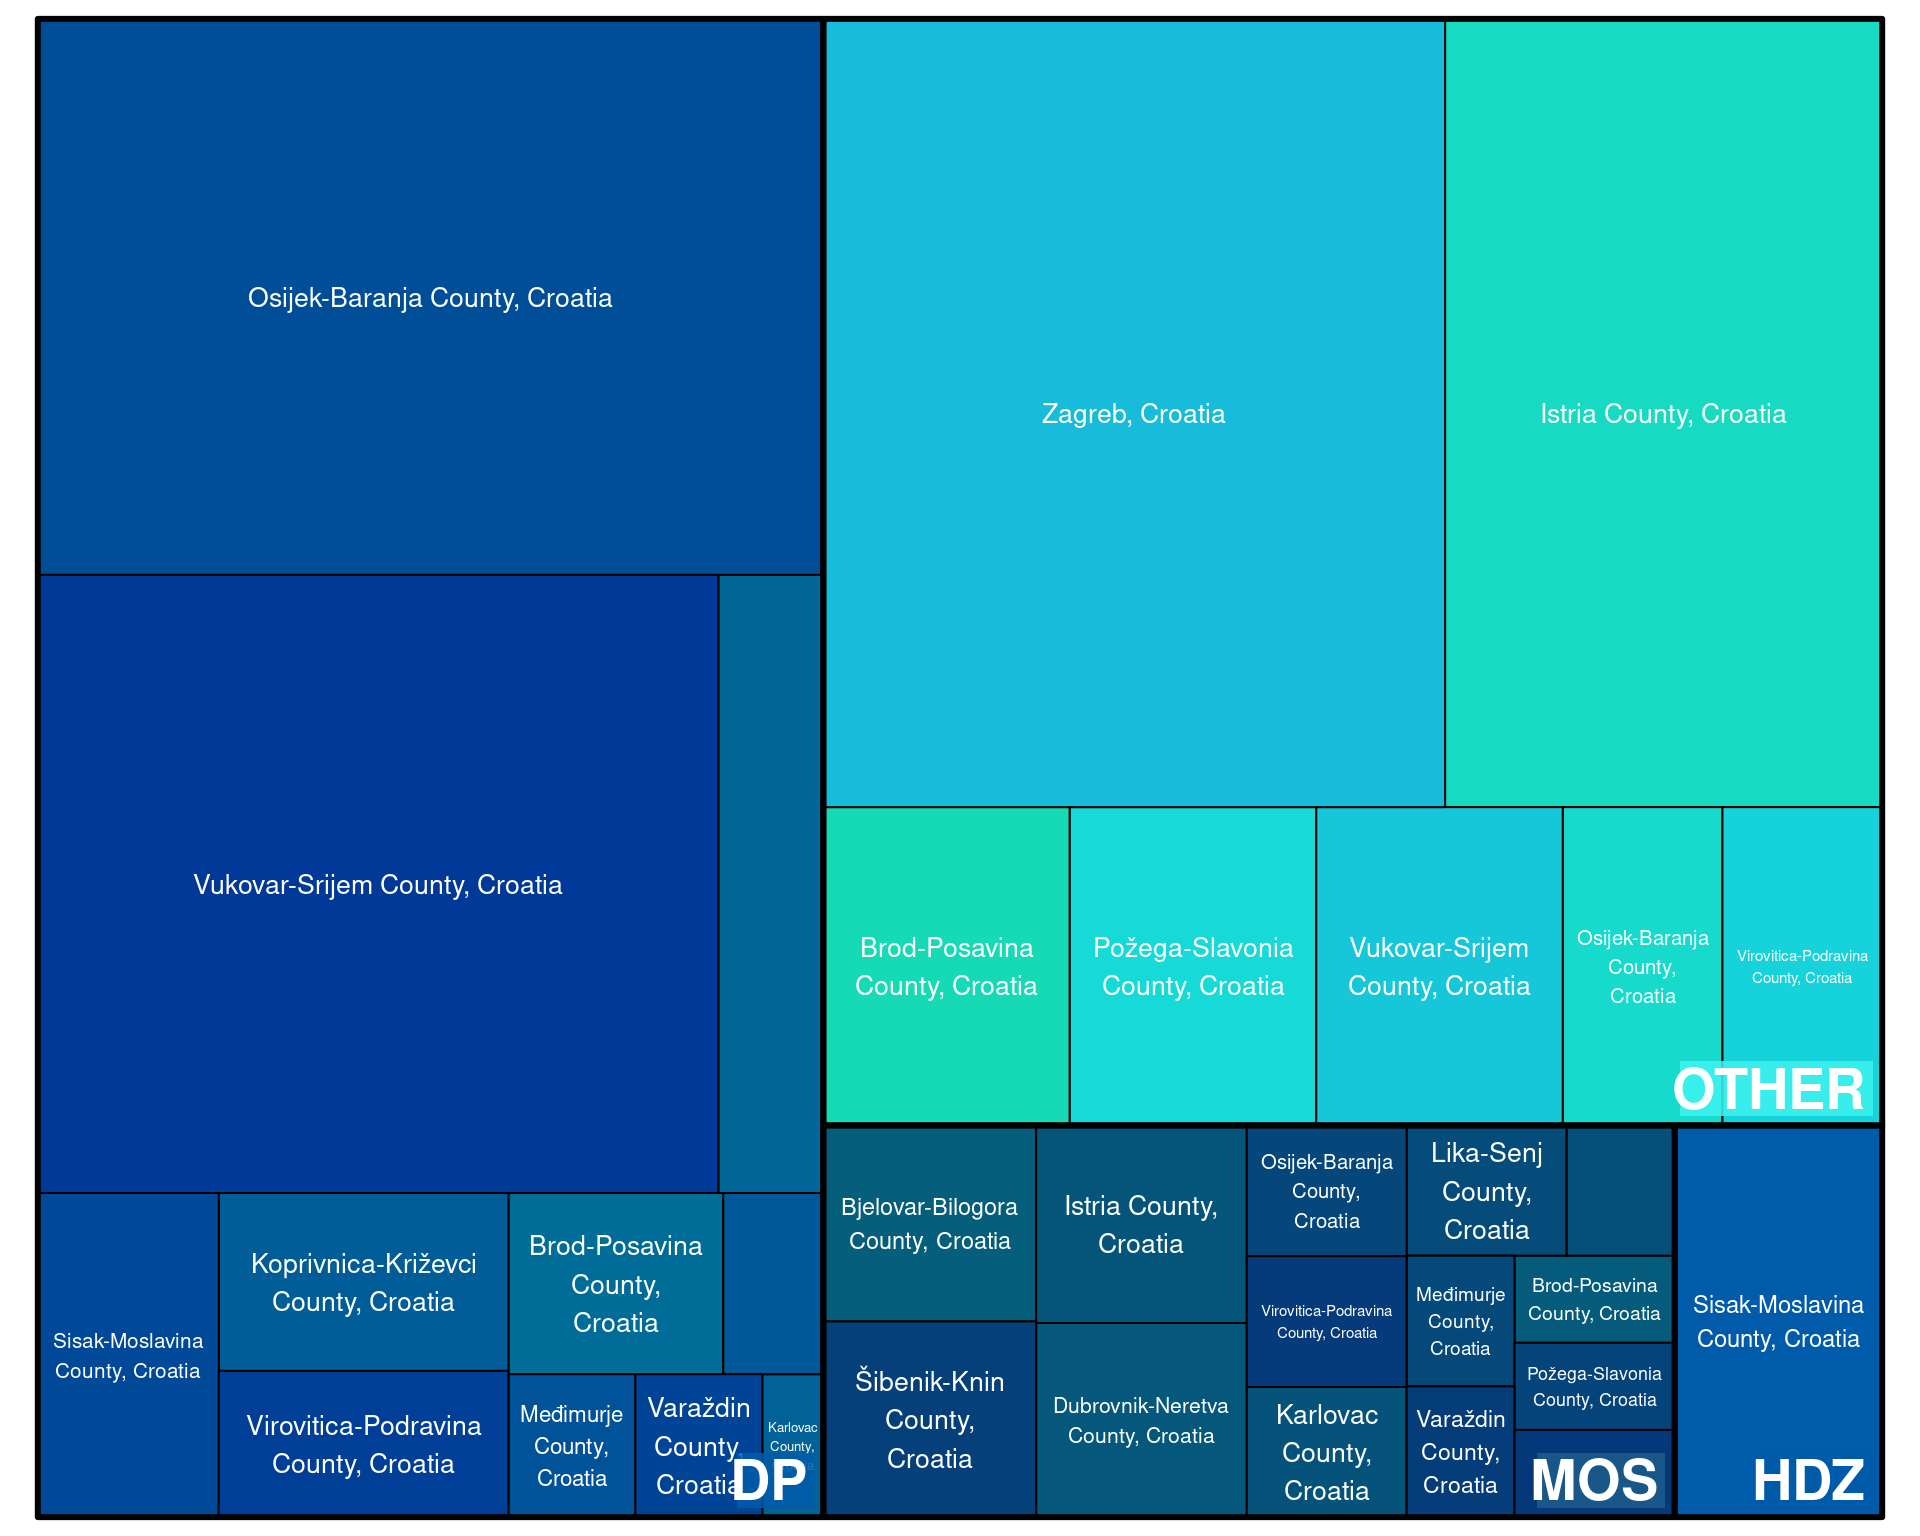 Osijek-Baranja County, Croatia
Vukovar-Srijem County, Croatia
Sisak-Moslavina
County, Croatia
Koprivnica-Križevci
County, Croatia
Virovitica-Podravina
County, Croatia
Brod-Posavina
County,
Croatia
Međimurje
County,
Croatia
Varaždin
County,
Croatia
Karlovac
County,
DP
Zagreb, Croatia
Istria County, Croatia
Brod-Posavina
County, Croatia
Požega-Slavonia
County, Croatia
Vukovar-Srijem
County, Croatia
Osijek-Baranja
County,
Croatia
Virovitica-Podravina
County, Croatia
OTHER
Bjelovar-Bilogora
County, Croatia
Šibenik-Knin
County,
Croatia
Istria County,
Croatia
Dubrovnik-Neretva
County, Croatia
Osijek-Baranja
County,
Croatia
Virovitica-Podravina
County, Croatia
Karlovac
County,
Croatia
Lika-Senj
County,
Croatia
Međimurje
County,
Croatia
Varaždin
County,
Croatia
Brod-Posavina
County, Croatia
Požega-Slavonia
County, Croatia
MOS
Sisak-Moslavina
County, Croatia
HDZ